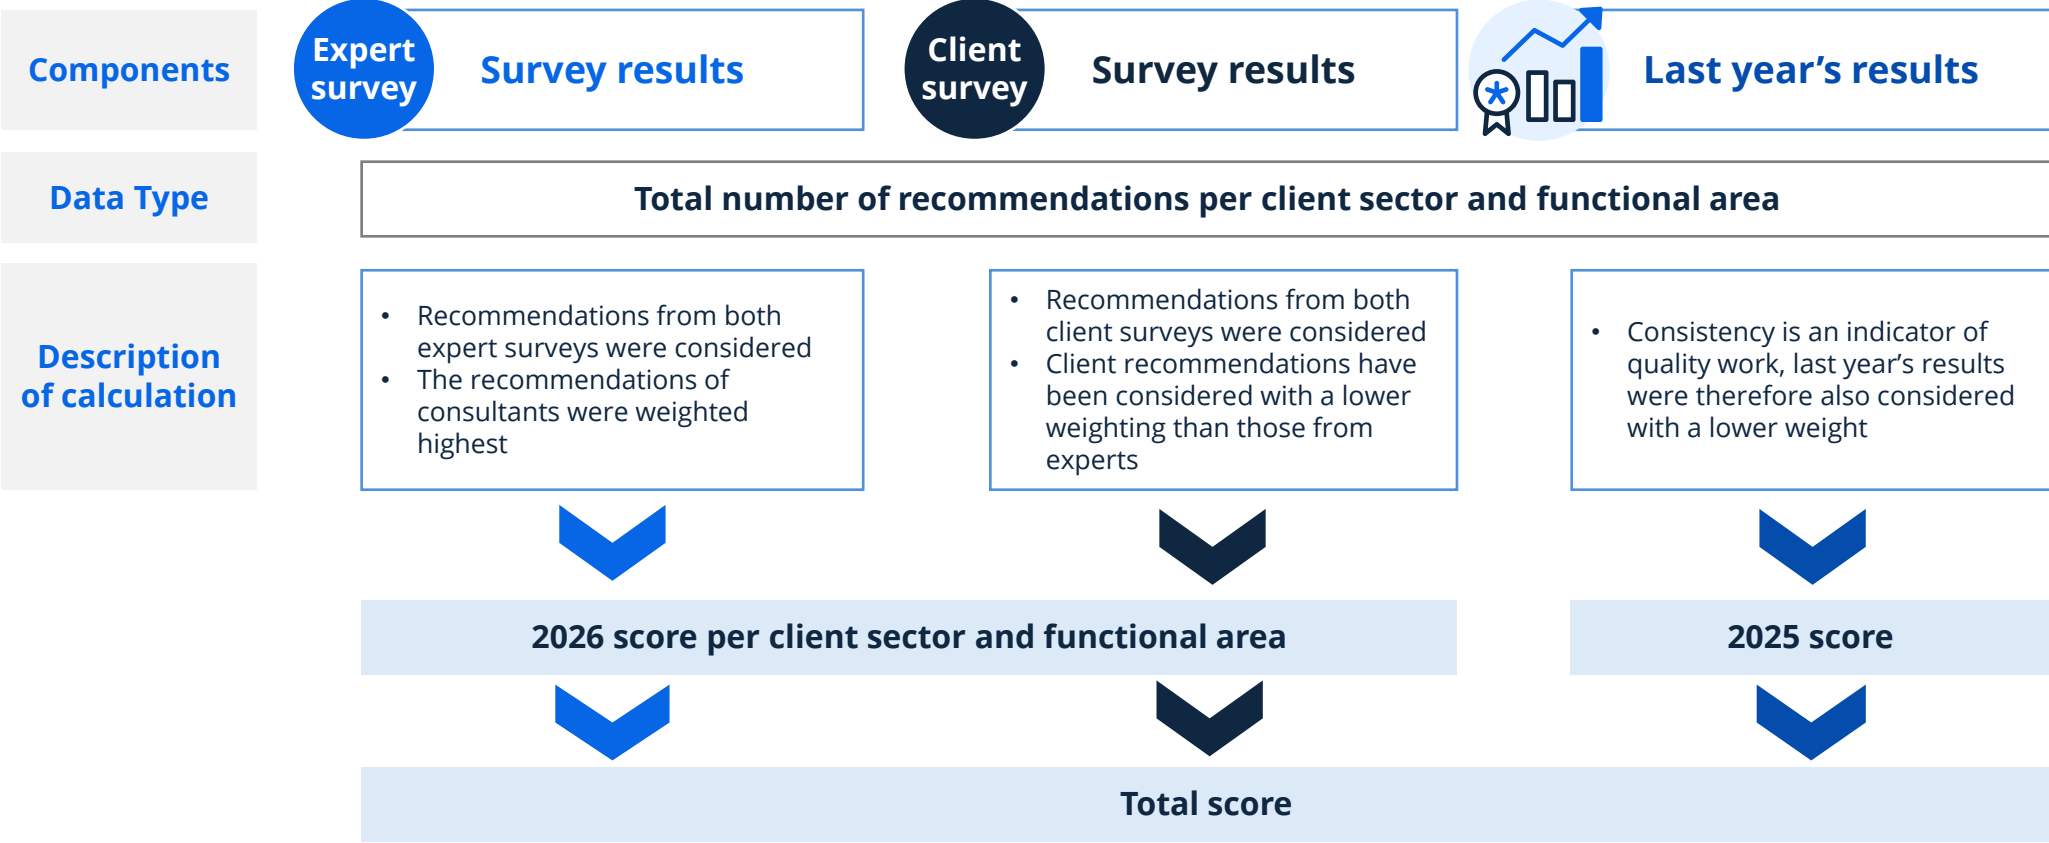 Components
Expert
survey
Survey results
Client
survey
Survey results
Last year’s results
Data Type
Total number of recommendations per client sector and functional area
Description
of calculation
• Recommendations from both
expert surveys were considered
• The recommendations of
consultants were weighted
highest
• Recommendations from both
client surveys were considered
• Client recommendations have
been considered with a lower
weighting than those from
experts
• Consistency is an indicator of
quality work, last year’s results
were therefore also considered
with a lower weight
2026 score per client sector and functional area
2025 score
Total score